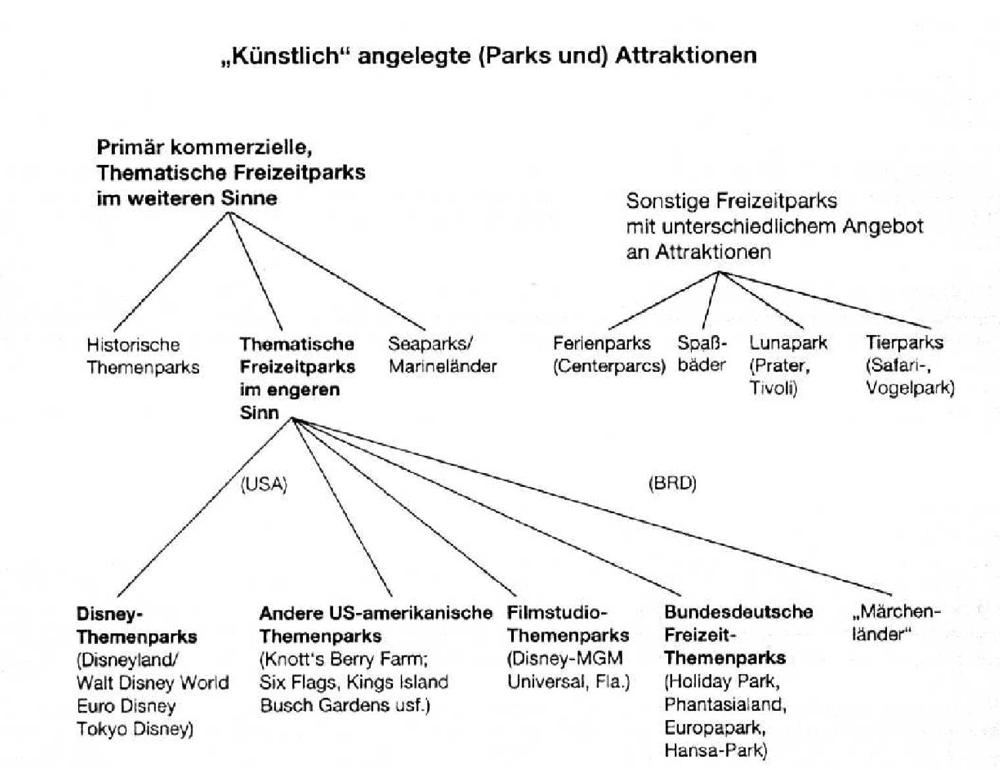 „Künstlich“ angelegte (Parks und) Attraktionen
Primär kommerzielle,
Thematische Freizeitparks
im weiteren Sinne
Sonstige Freizeitparks
mit unterschiedlichem Angebot
an Attraktionen
Historische
Themenparks
Thematische
Freizeitparks
im engeren
Sinn
Seaparks/
Marineländer
Ferienparks
(Centerparcs)
Spaß-
bäder
Lunapark
(Prater,
Tivoli)
Tierparks
(Safari-,
Vogelpark)
(USA)
(BRD)
Disney-
Themenparks
(Disneyland/
Walt Disney World
Euro Disney
Tokyo Disney)
Andere US-amerikanische
Themenparks
(Knott's Berry Farm;
Six Flags, Kings Island
Busch Gardens usf.)
Filmstudio-
Themenparks
(Disney-MGM
Universal, Fla.)
Bundesdeutsche
Freizeit-
Themenparks
(Holiday Park,
Phantasialand,
Europapark,
Hansa-Park)
„Märchen-
länder“